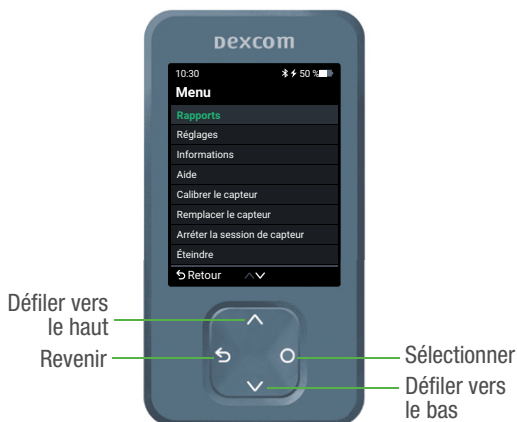 Dexcom
10:30
50 %
Menu
Rapports
Réglages
Informations
Aide
Calibrer le capteur
Remplacer le capteur
Arréter la session de capteur
Éteindre
Retour
Défiler vers
le haut
Revenir
Sélectionner
Défiler vers
le bas